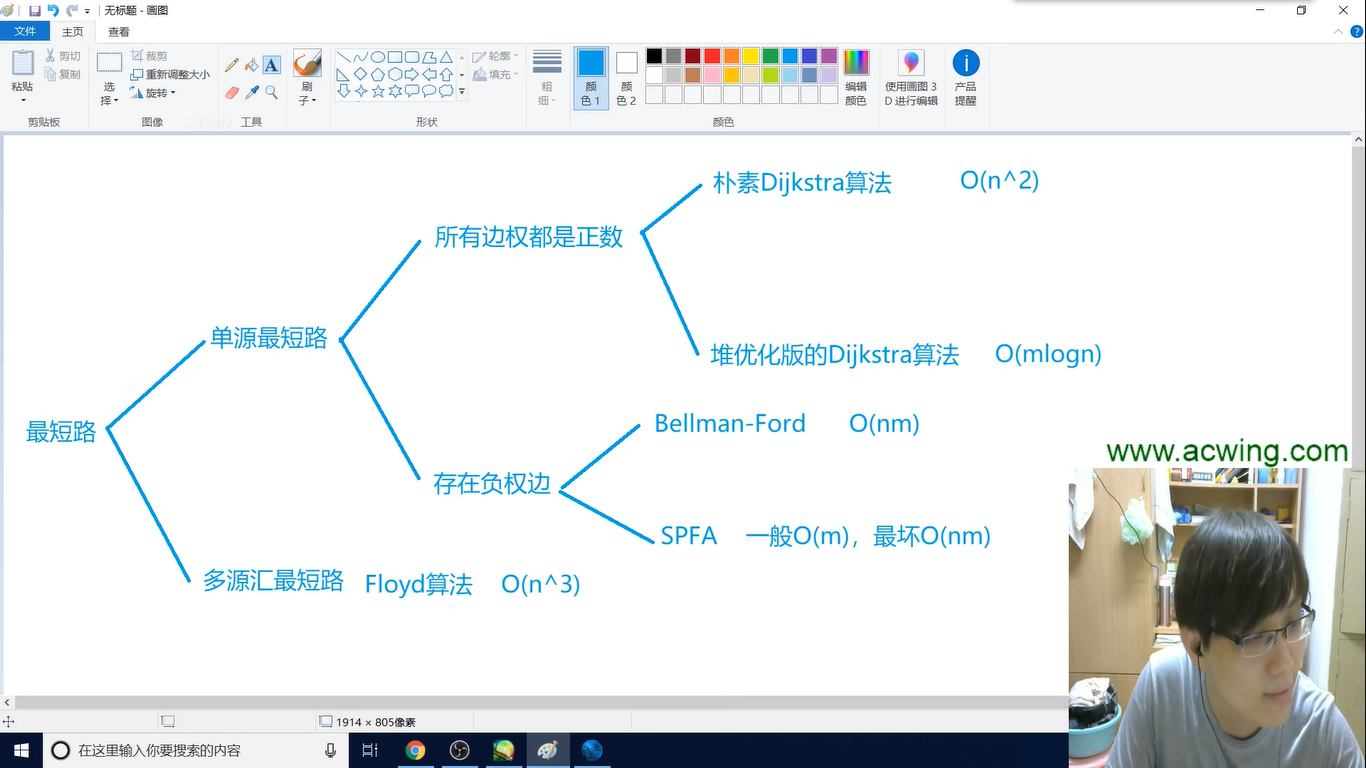 无标题 - 画图
文件 主页 查看
粘贴
剪切
复制
剪贴板
选择
裁剪
重新调整大小
旋转
图像
A
工具
刷子
形状
轮廓
填充
粗细
颜色 1
颜色 2
编辑颜色
颜色
使用画图 3D 进行编辑
产品提醒
朴素Dijkstra算法 O(n^2)
所有边权都是正数
单源最短路
堆优化版的Dijkstra算法 O(mlogn)
Bellman-Ford O(nm)
最短路
www.acwing.com
存在负权边
SPFA 一般O(m)，最坏O(nm)
多源汇最短路 Floyd算法 O(n^3)
1914 × 805像素
在这里输入你要搜索的内容